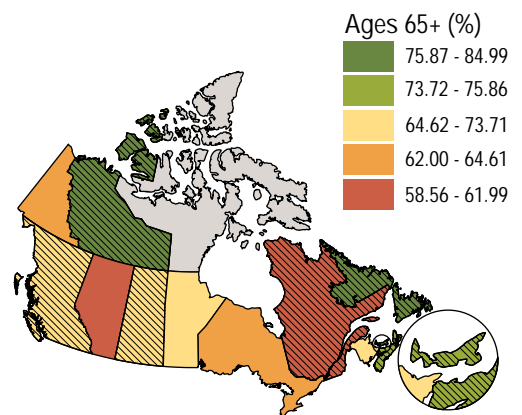 Ages 65+ (%)
75.87 - 84.99
73.72 - 75.86
64.62 - 73.71
62.00 - 64.61
58.56 - 61.99